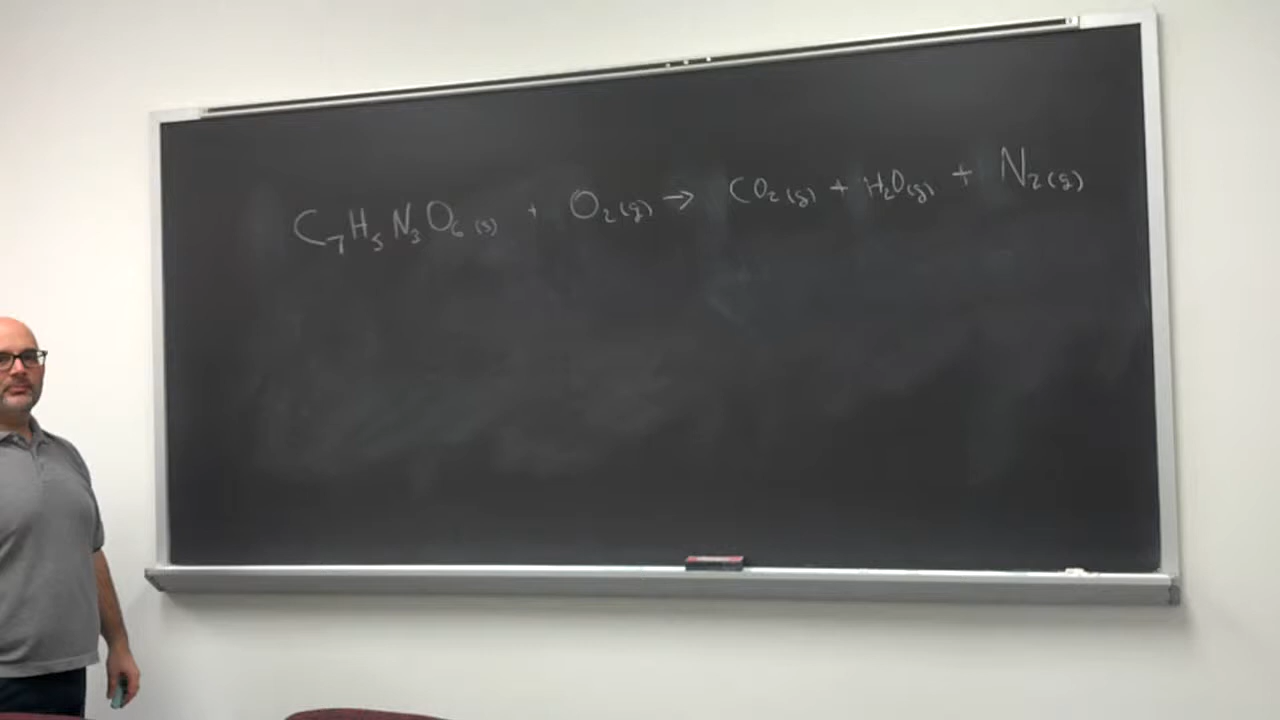 C₇H₅N₃O₆(s) + O₂(g) → CO₂(g) + H₂O(g) + N₂(g)